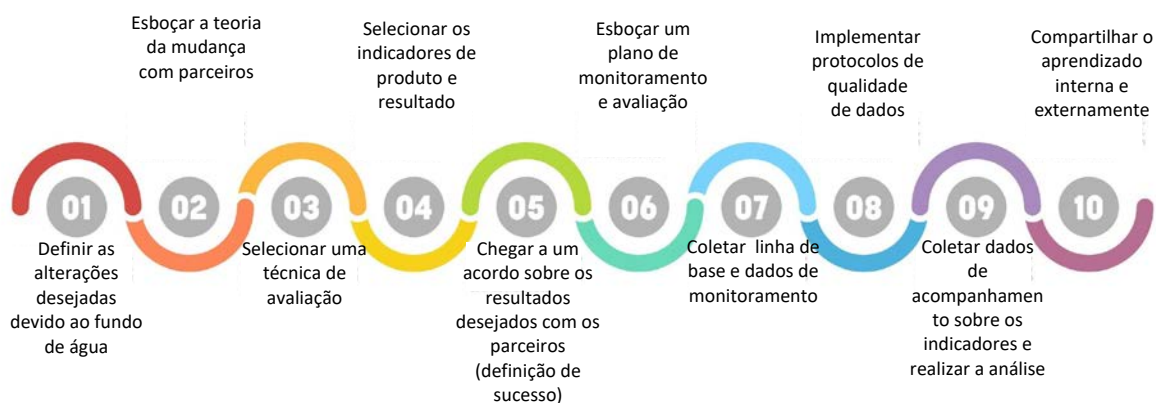 01
Definir as
alterações
desejadas
devido ao fundo
de água
02
Esboçar a teoria
da mudança
com parceiros
03
Selecionar uma
técnica de
avaliação
04
Selecionar os
indicadores de
produto e
resultado
05
Chegar a um
acordo sobre os
resultados
desejados com os
parceiros
(definição de
sucesso)
06
Esboçar um
plano de
monitoramento
e avaliação
07
Coletar linha de
base e dados de
monitoramento
08
Implementar
protocolos de
qualidade
de dados
09
Coletar dados
de
acompanhamen
to sobre os
indicadores e
realizar a análise
10
Compartilhar o
aprendizado
interna e
externamente